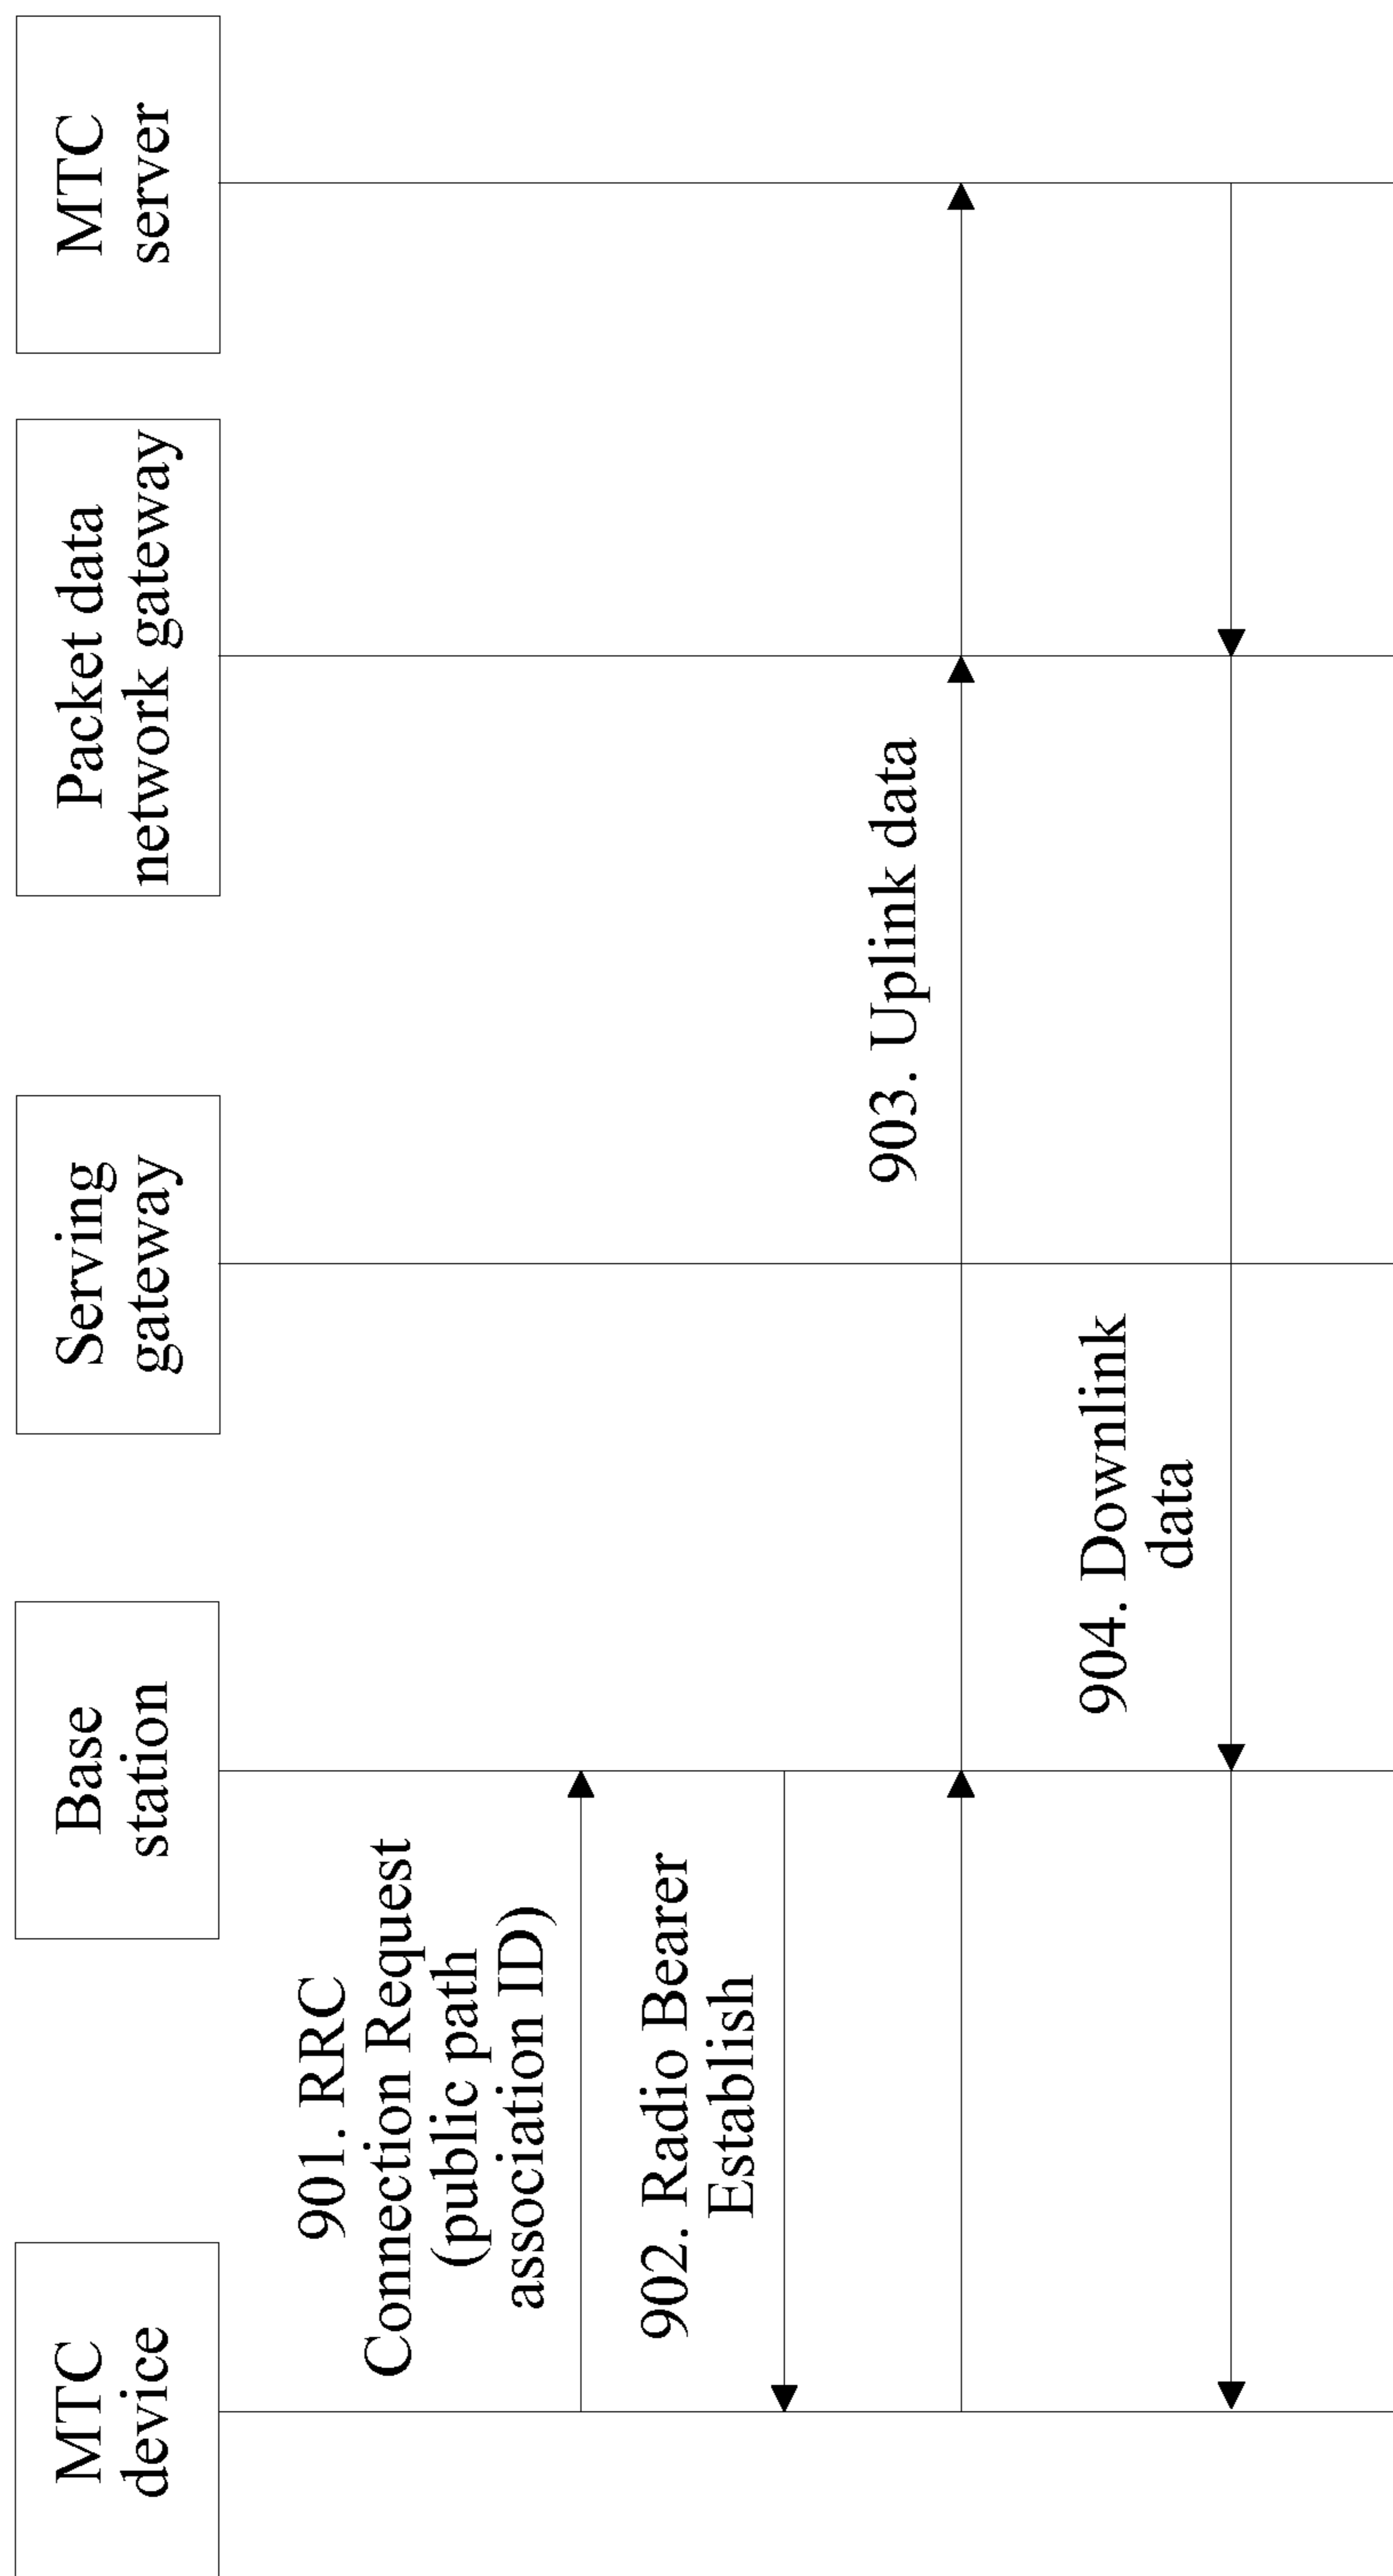 MTC
device
Base
station
Serving
gateway
Packet data
network gateway
MTC
server
901. RRC
Connection Request
(public path
association ID)
902. Radio Bearer
Establish
903. Uplink data
904. Downlink
data